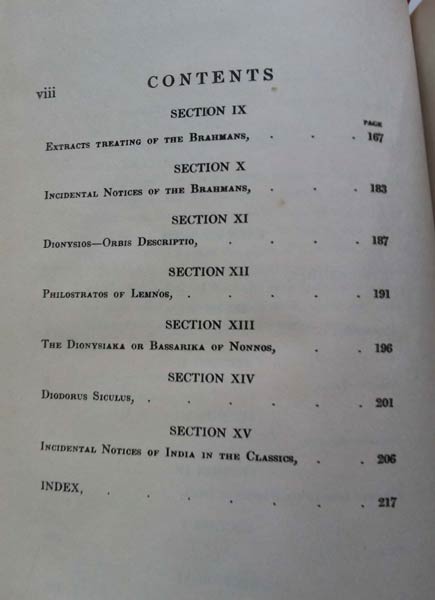 viii CONTENTS
SECTION IX
PAGE
EXTRACTS TREATING OF THE BRAHMANS, . . . 167
SECTION X
INCIDENTAL NOTICES OF THE BRAHMANS, . . . 183
SECTION XI
DIONYSIOS—ORBIS DESCRIPTIO, . . . . 187
SECTION XII
PHILOSTRATOS OF LEMNOS, . . . . . 191
SECTION XIII
THE DIONYSIAKA OR BASSARIKA OF NONNOS, . . 196
SECTION XIV
DIODORUS SICULUS, . . . . . . 201
SECTION XV
INCIDENTAL NOTICES OF INDIA IN THE CLASSICS, . . 206
INDEX, . . . . . . . 217